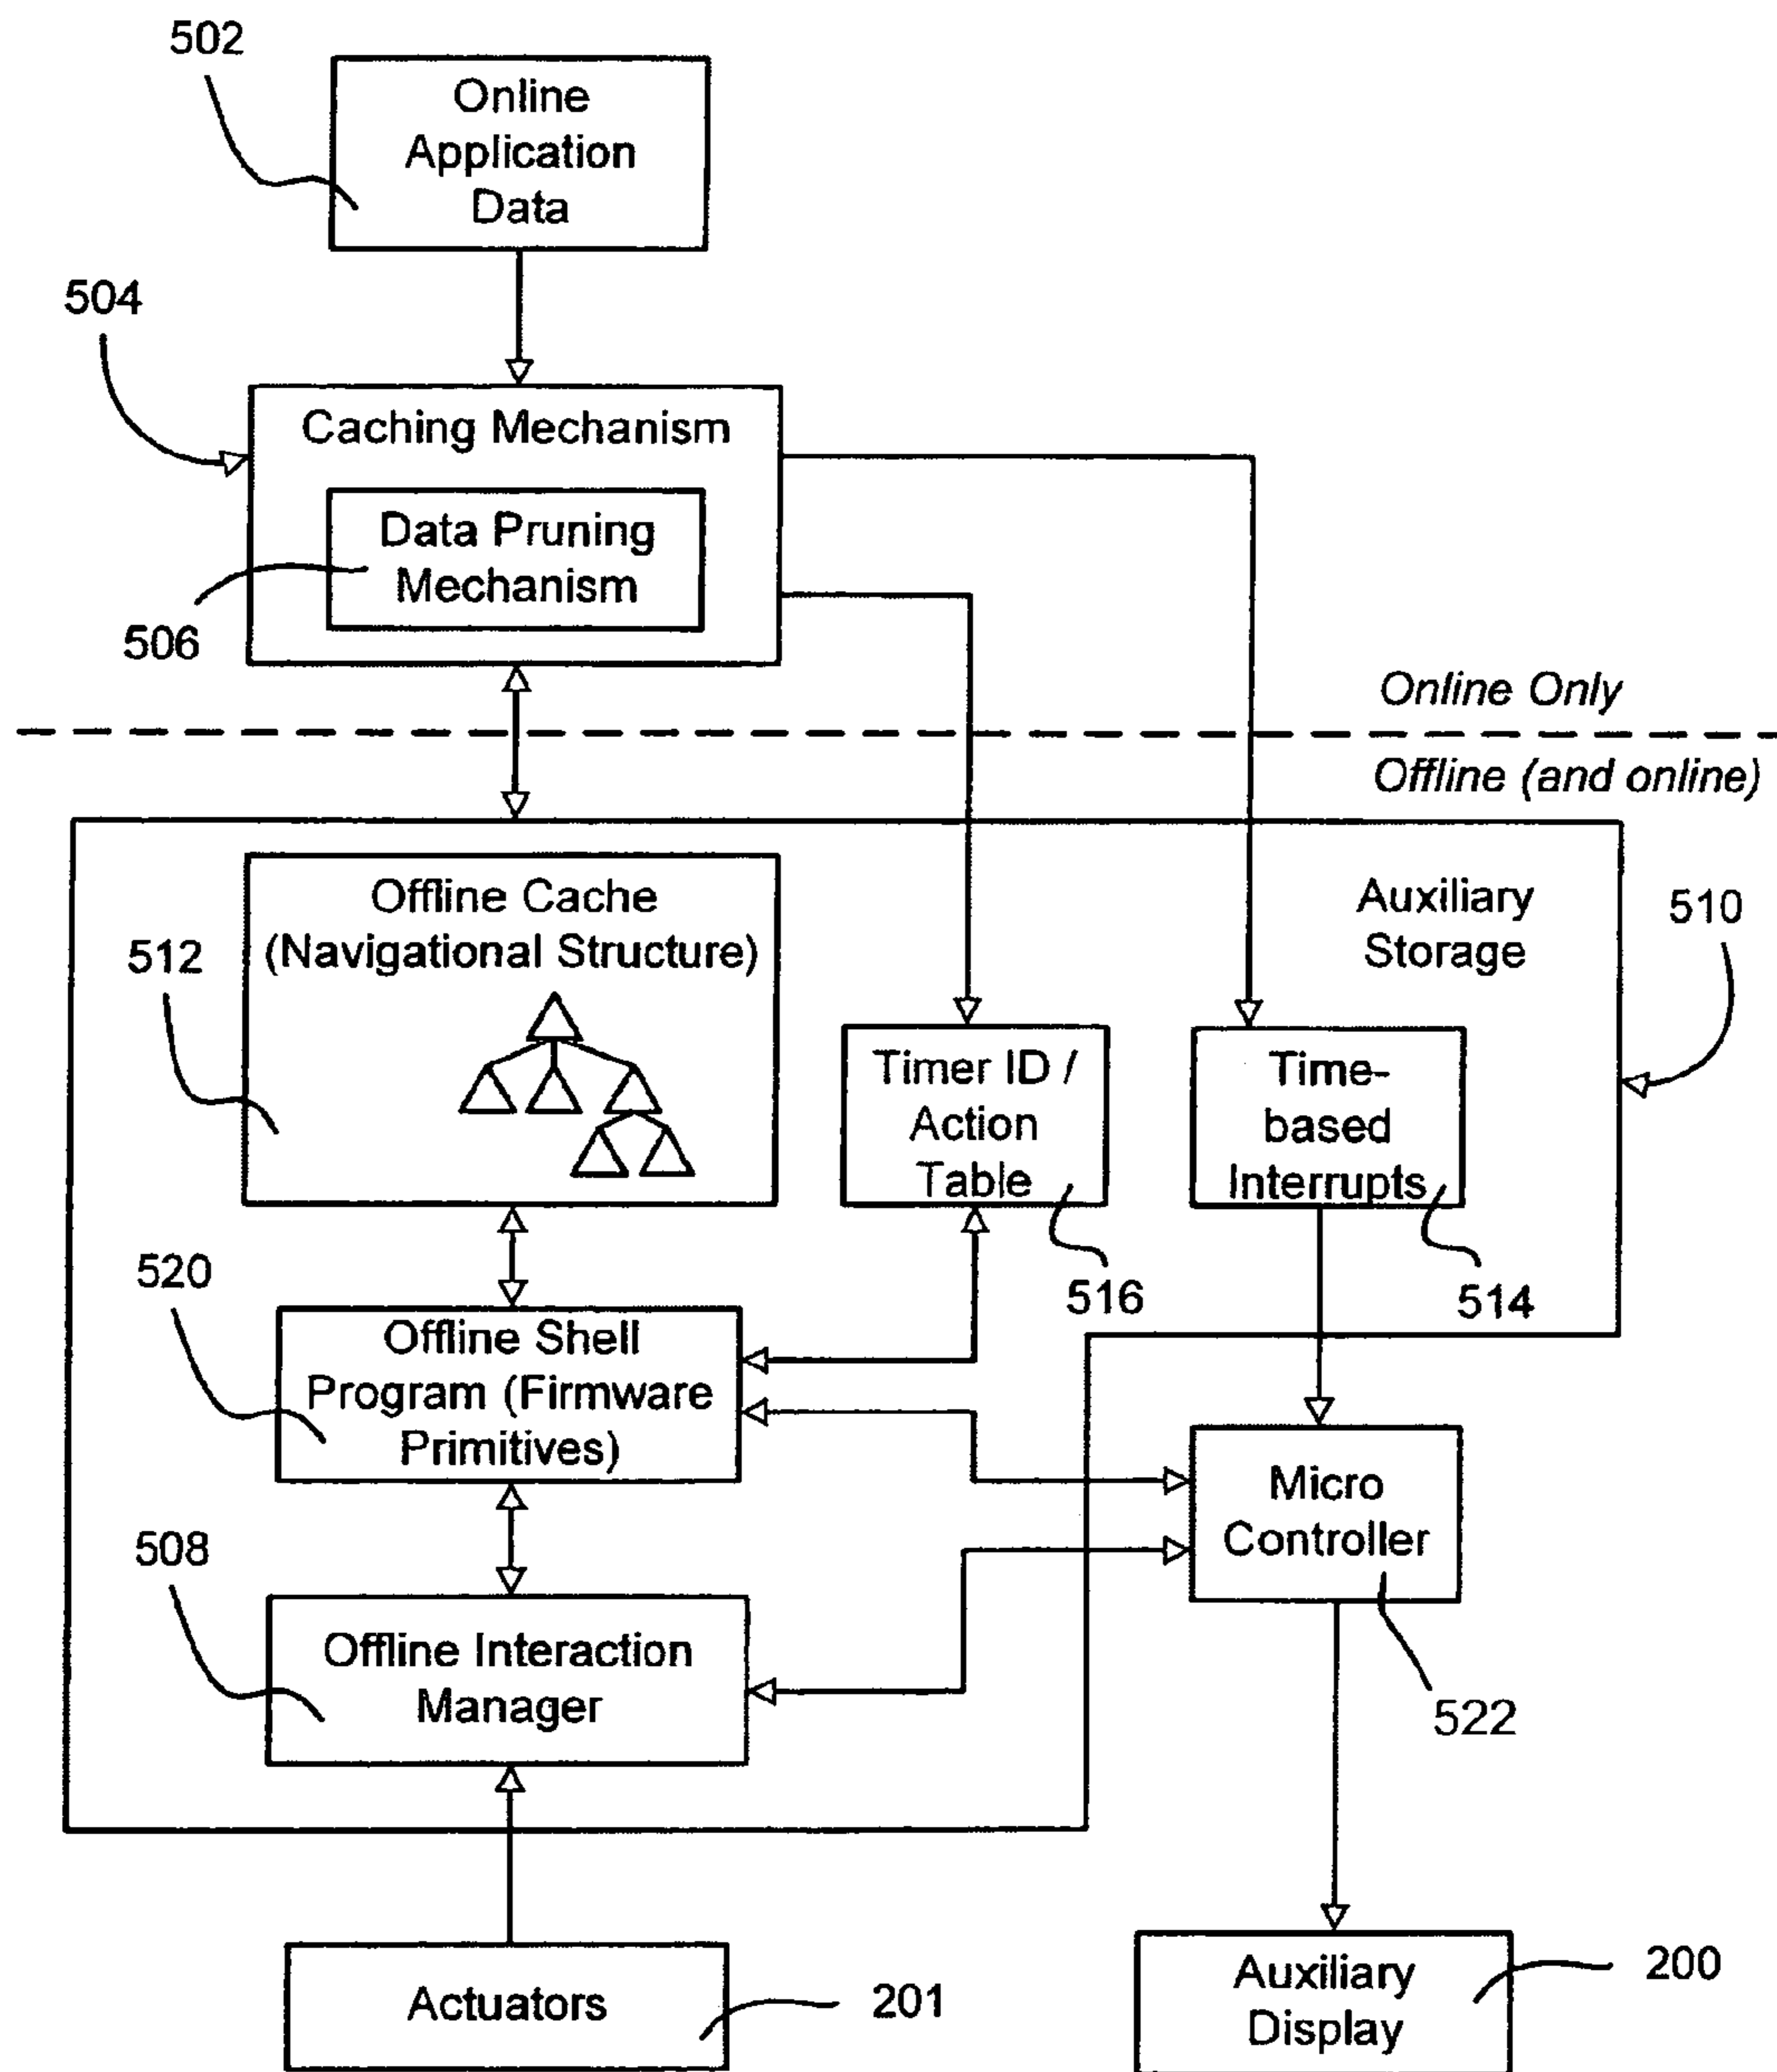 502
Online
Application
Data
504
Caching Mechanism
Data Pruning
Mechanism
506
Online Only
Offline (and online)
Offline Cache
(Navigational Structure)
512
Auxiliary
Storage
510
Timer ID /
Action
Table
516
Time-
based
Interrupts
514
520
Offline Shell
Program (Firmware
Primitives)
Micro
Controller
522
508
Offline Interaction
Manager
Actuators
201
Auxiliary
Display
200